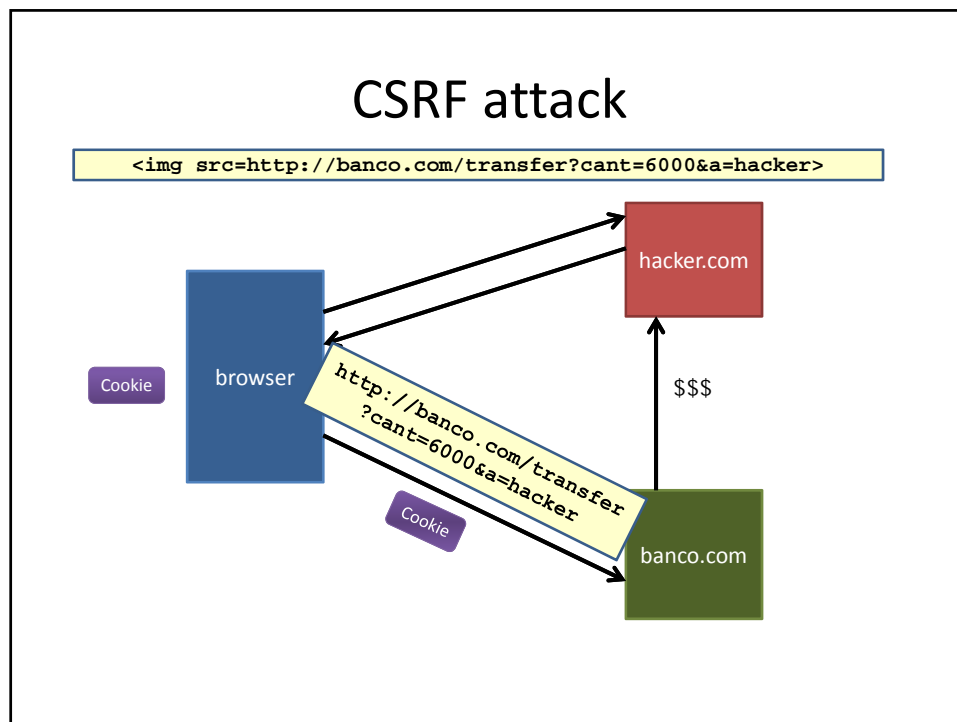 CSRF attack
<img src=http://banco.com/transfer?cant=6000&a=hacker>
hacker.com
browser
Cookie
http://banco.com/transfer
?cant=6000&a=hacker
$$$
Cookie
banco.com